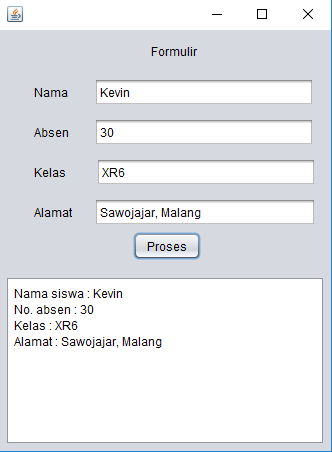 Formulir
Nama Kevin
Absen 30
Kelas XR6
Alamat Sawojajar, Malang
Proses
Nama siswa : Kevin
No. absen : 30
Kelas : XR6
Alamat : Sawojajar, Malang